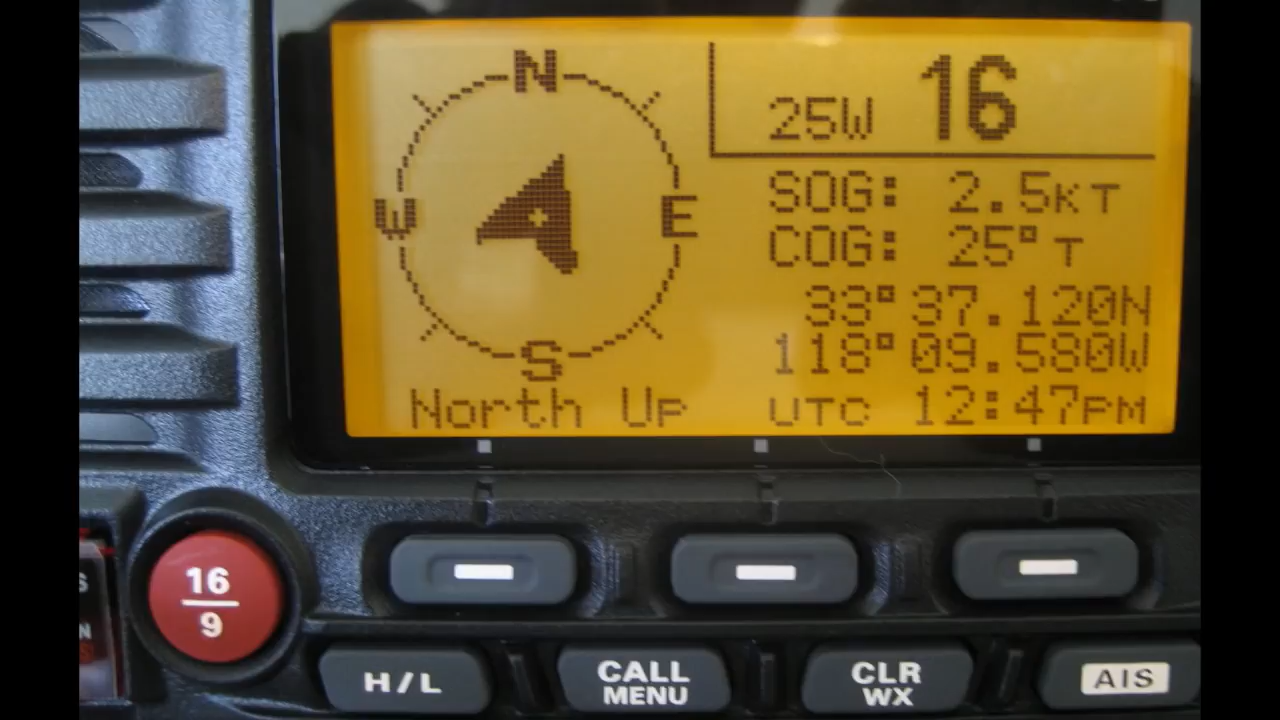 N
W
E
S
North Up
25W 16
SOG: 2.5KT
COG: 25°T
33°37.120N
118°09.580W
UTC 12:47PM
16
9
H/L
CALL
MENU
CLR
WX
AIS